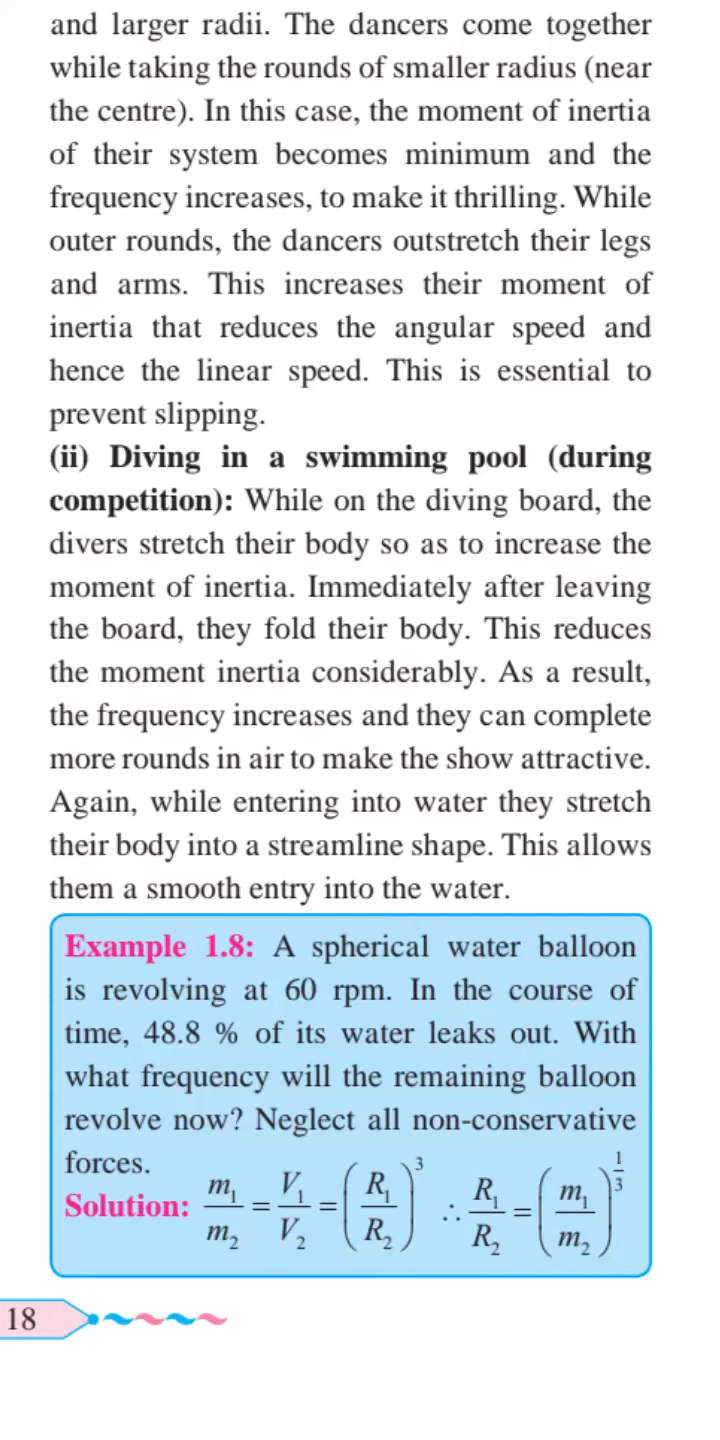 and larger radii. The dancers come together
while taking the rounds of smaller radius (near
the centre). In this case, the moment of inertia
of their system becomes minimum and the
frequency increases, to make it thrilling. While
outer rounds, the dancers outstretch their legs
and arms. This increases their moment of
inertia that reduces the angular speed and
hence the linear speed. This is essential to
prevent slipping.
(ii) Diving in a swimming pool (during
competition): While on the diving board, the
divers stretch their body so as to increase the
moment of inertia. Immediately after leaving
the board, they fold their body. This reduces
the moment inertia considerably. As a result,
the frequency increases and they can complete
more rounds in air to make the show attractive.
Again, while entering into water they stretch
their body into a streamline shape. This allows
them a smooth entry into the water.
Example 1.8: A spherical water balloon
is revolving at 60 rpm. In the course of
time, 48.8 % of its water leaks out. With
what frequency will the remaining balloon
revolve now? Neglect all non-conservative
forces.
Solution: m₁/m₂ = V₁/V₂ = (R₁/R₂)³ ∴ R₁/R₂ = (m₁/m₂)^(1/3)
18